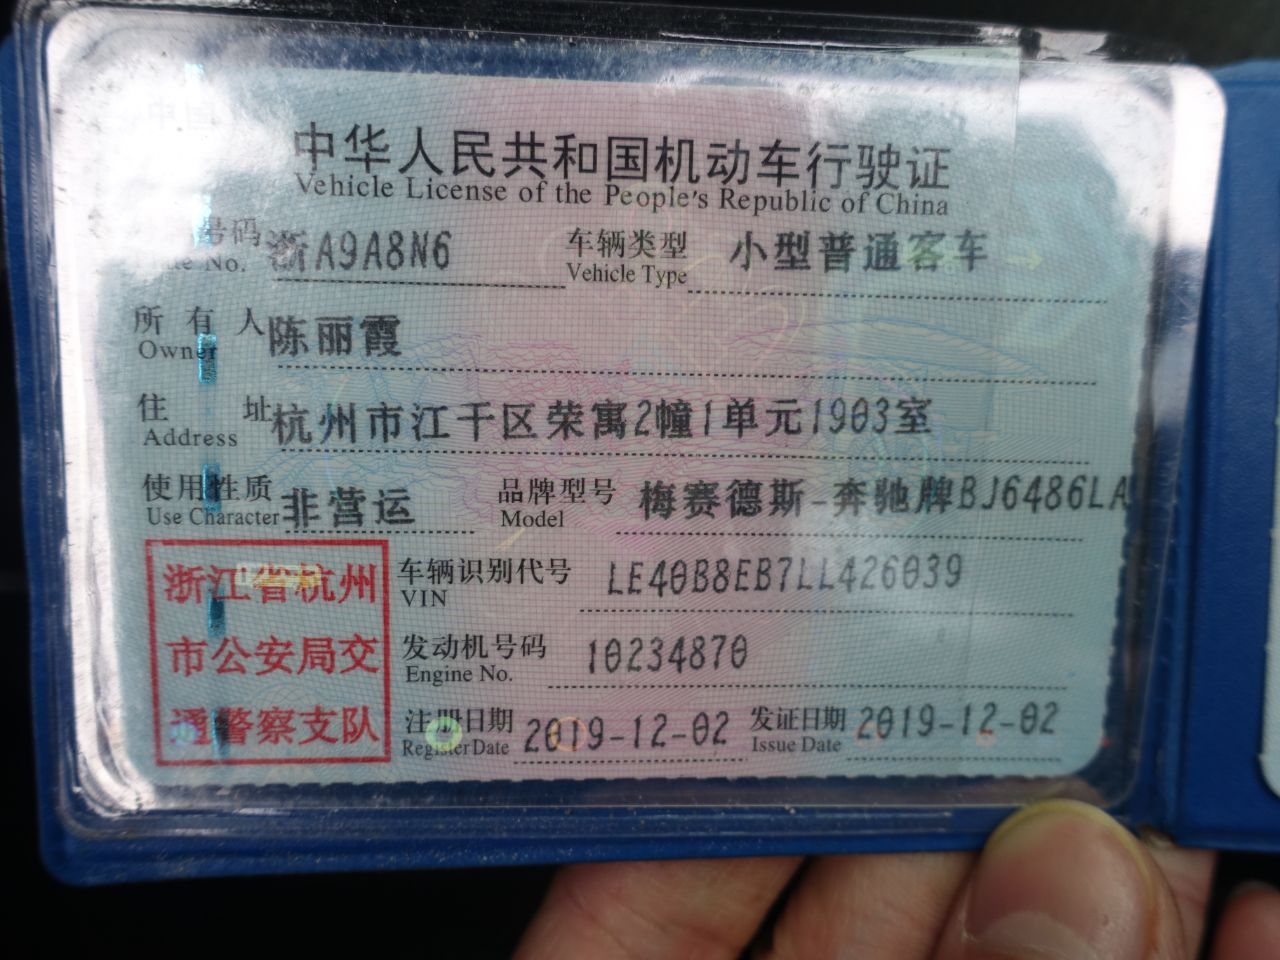 中华人民共和国机动车行驶证
Vehicle License of the People's Republic of China
号码 浙A9A8N6 车辆类型 小型普通客车
No. Vehicle Type
所有人 陈丽霞
Owner
住址 杭州市江干区荣寓2幢1单元1903室
Address
使用性质 非营运 品牌型号 梅赛德斯-奔驰牌BJ6486LA
Use Character Model
浙江省杭州
市公安局交
通警察支队
车辆识别代号 LE40B8EB7LL426039
VIN
发动机号码 10234870
Engine No.
注册日期 2019-12-02 发证日期 2019-12-02
Register Date Issue Date